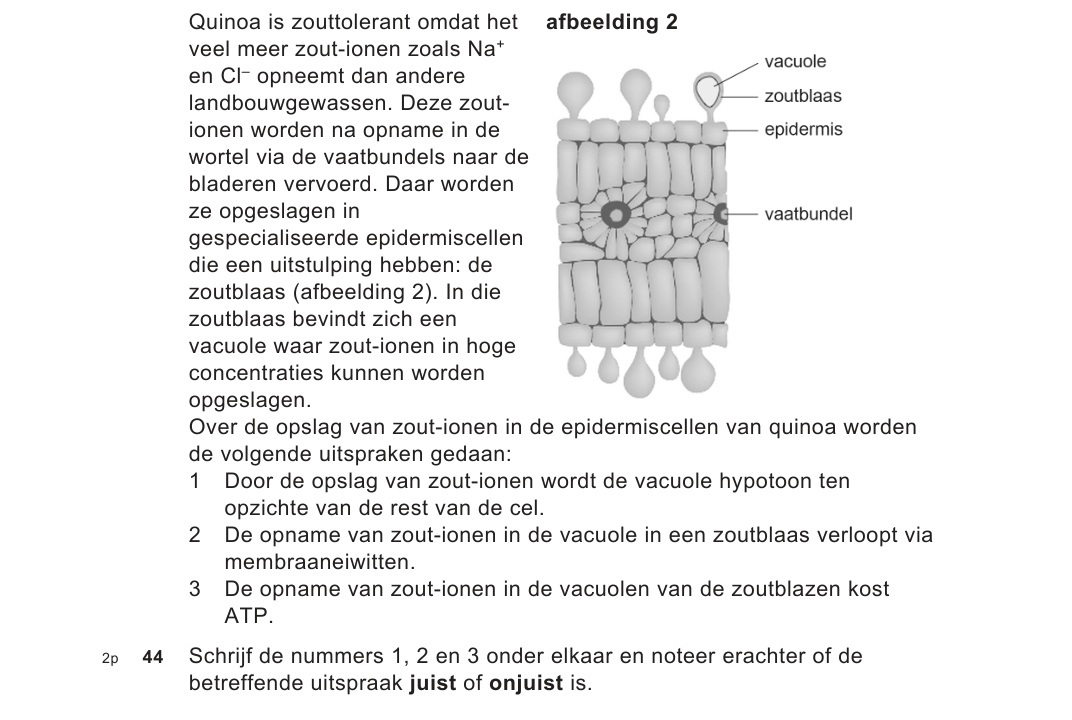 Quinoa is zouttolerant omdat het
veel meer zout-ionen zoals Na⁺
en Cl⁻ opneemt dan andere
landbouwgewassen. Deze zout-
ionen worden na opname in de
wortel via de vaatbundels naar de
bladeren vervoerd. Daar worden
ze opgeslagen in
gespecialiseerde epidermiscellen
die een uitstulping hebben: de
zoutblaas (afbeelding 2). In die
zoutblaas bevindt zich een
vacuole waar zout-ionen in hoge
concentraties kunnen worden
opgeslagen.
afbeelding 2
vacuole
zoutblaas
epidermis
vaatbundel
Over de opslag van zout-ionen in de epidermiscellen van quinoa worden
de volgende uitspraken gedaan:
1 Door de opslag van zout-ionen wordt de vacuole hypotoon ten
opzichte van de rest van de cel.
2 De opname van zout-ionen in de vacuole in een zoutblaas verloopt via
membraaneiwitten.
3 De opname van zout-ionen in de vacuolen van de zoutblazen kost
ATP.
2p 44 Schrijf de nummers 1, 2 en 3 onder elkaar en noteer erachter of de
betreffende uitspraak juist of onjuist is.